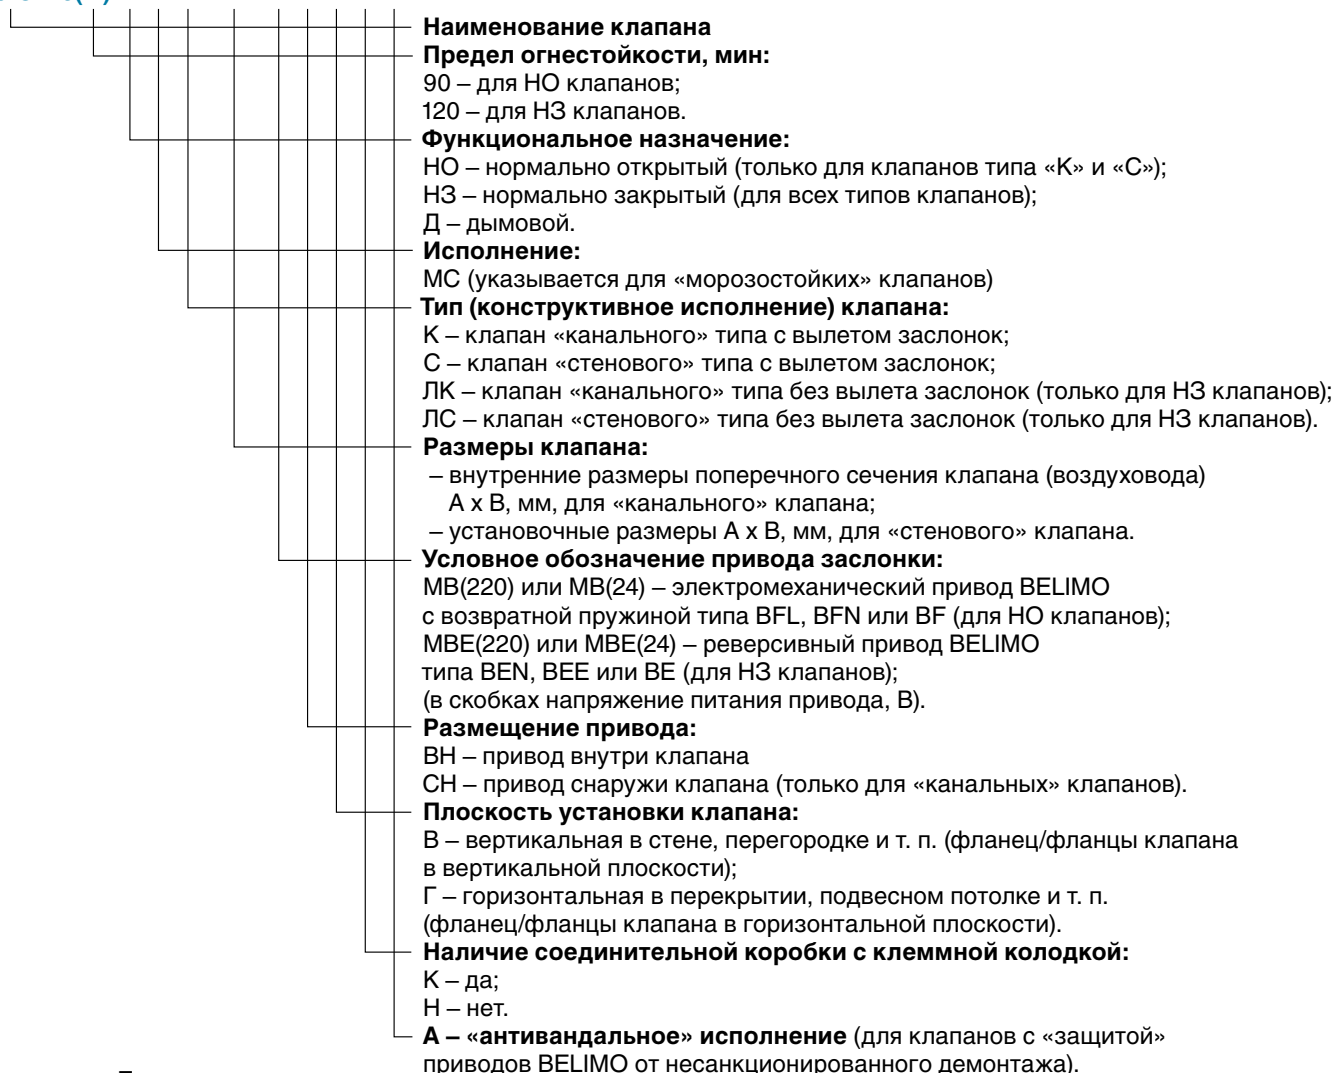 Наименование клапана
Предел огнестойкости, мин:
90 – для НО клапанов;
120 – для НЗ клапанов.
Функциональное назначение:
НО – нормально открытый (только для клапанов типа «К» и «С»);
НЗ – нормально закрытый (для всех типов клапанов);
Д – дымовой.
Исполнение:
МС (указывается для «морозостойких» клапанов)
Тип (конструктивное исполнение) клапана:
К – клапан «канального» типа с вылетом заслонок;
С – клапан «стенового» типа с вылетом заслонок;
ЛК – клапан «канального» типа без вылета заслонок (только для НЗ клапанов);
ЛС – клапан «стенового» типа без вылета заслонок (только для НЗ клапанов).
Размеры клапана:
– внутренние размеры поперечного сечения клапана (воздуховода)
А х В, мм, для «канального» клапана;
– установочные размеры А х В, мм, для «стенового» клапана.
Условное обозначение привода заслонки:
МВ(220) или МВ(24) – электромеханический привод BELIMO
с возвратной пружиной типа BFL, BFN или BF (для НО клапанов);
МВЕ(220) или МВЕ(24) – реверсивный привод BELIMO
типа BEN, BEE или BE (для НЗ клапанов);
(в скобках напряжение питания привода, В).
Размещение привода:
ВН – привод внутри клапана
СН – привод снаружи клапана (только для «канальных» клапанов).
Плоскость установки клапана:
В – вертикальная в стене, перегородке и т. п. (фланец/фланцы клапана
в вертикальной плоскости);
Г – горизонтальная в перекрытии, подвесном потолке и т. п.
(фланец/фланцы клапана в горизонтальной плоскости).
Наличие соединительной коробки с клеммной колодкой:
К – да;
Н – нет.
А – «антивандальное» исполнение (для клапанов с «защитой»
приводов BELIMO от несанкционированного демонтажа).